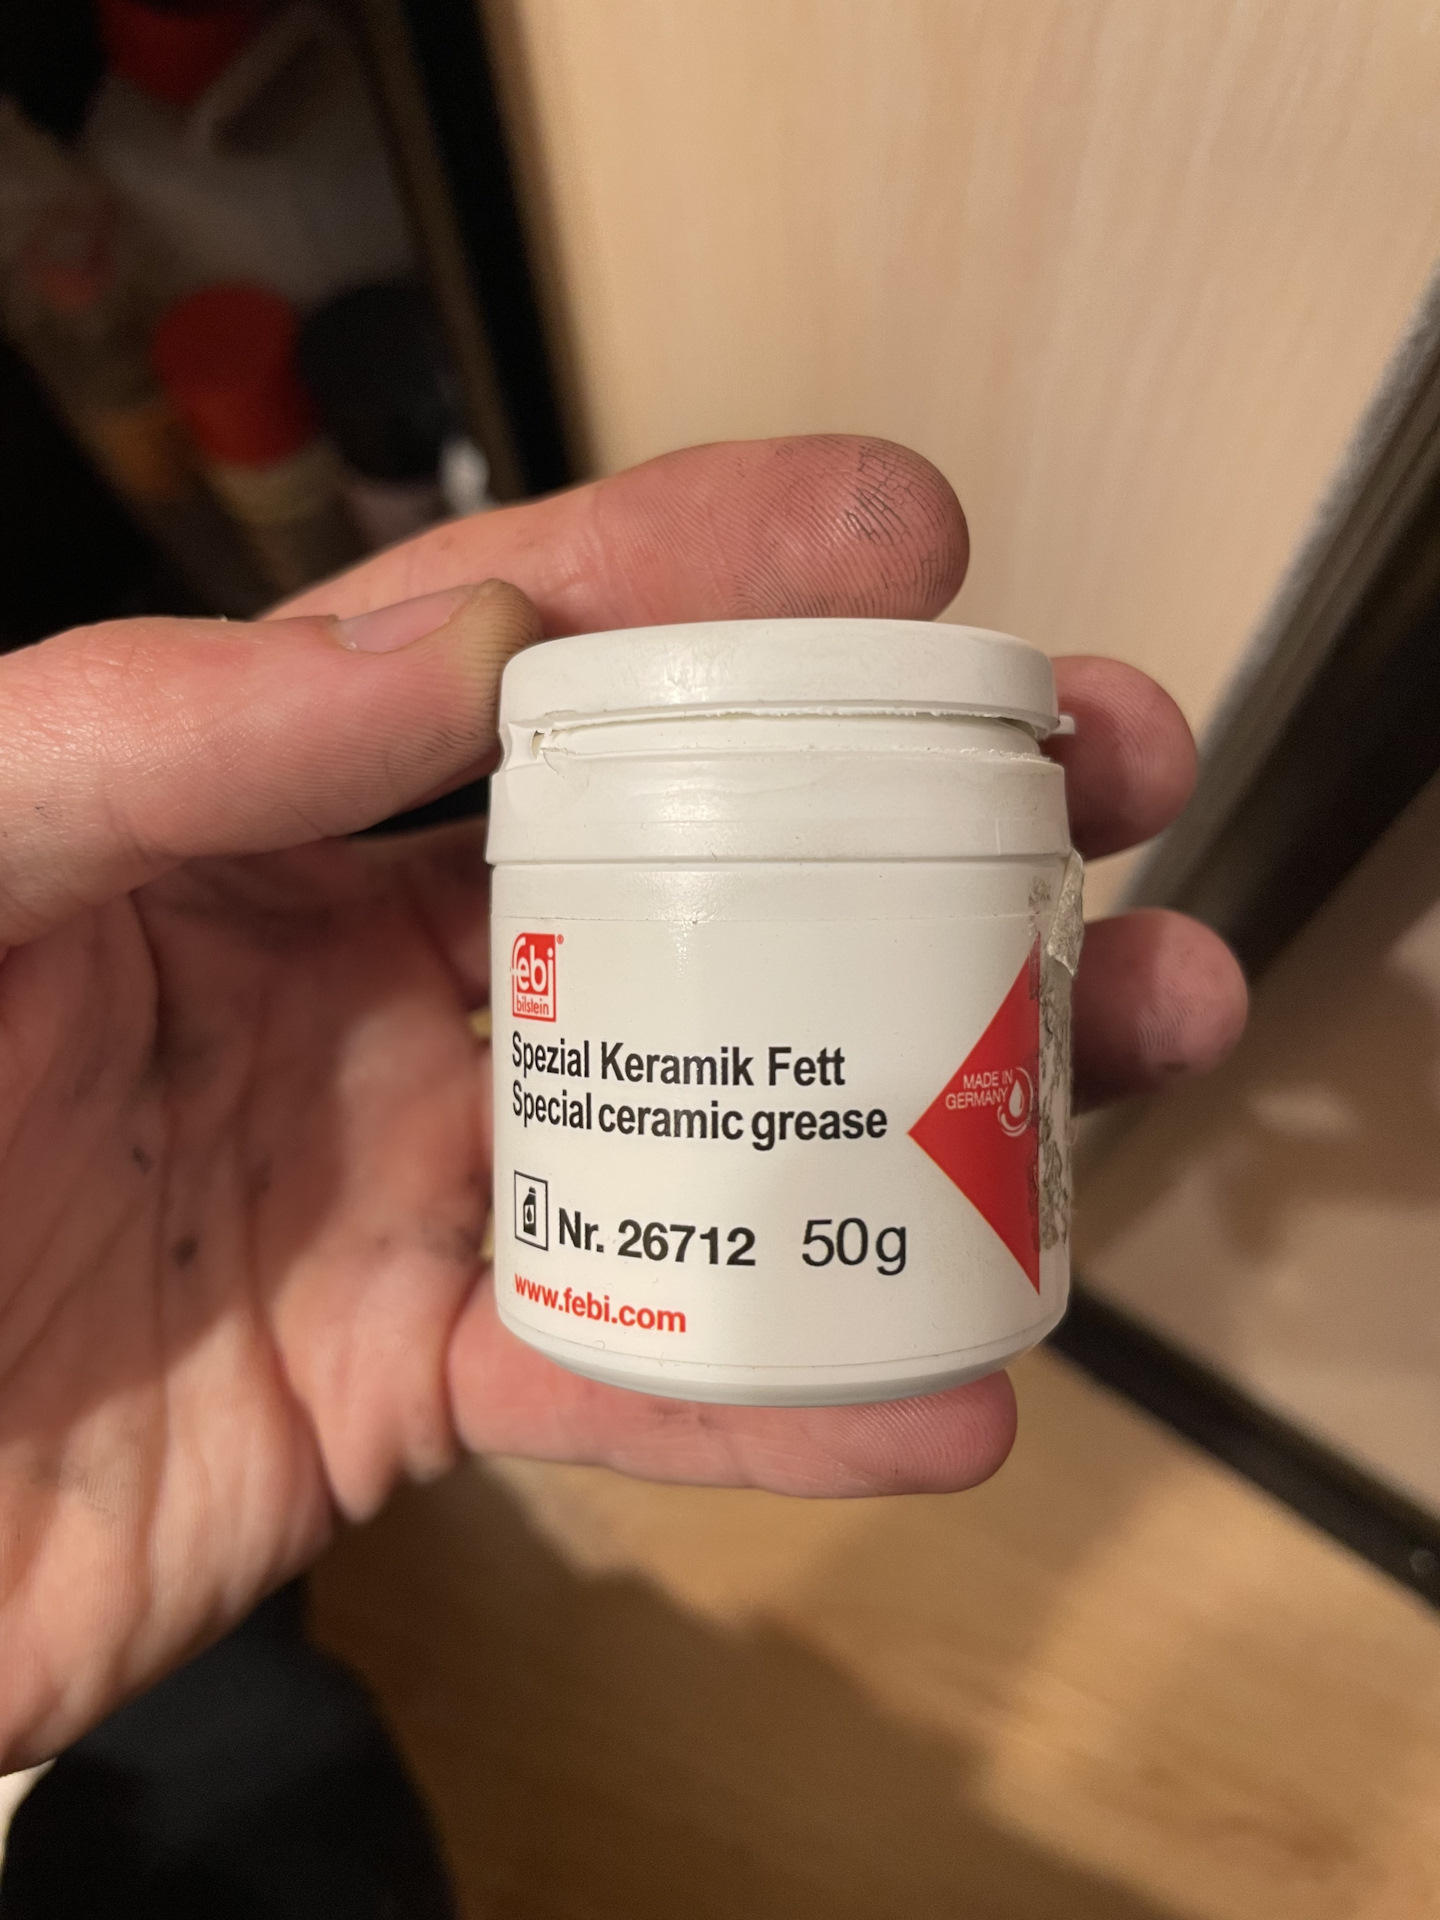 febi®
bilstein
Spezial Keramik Fett
Special ceramic grease
MADE IN
GERMANY
Nr. 26712 50g
www.febi.com